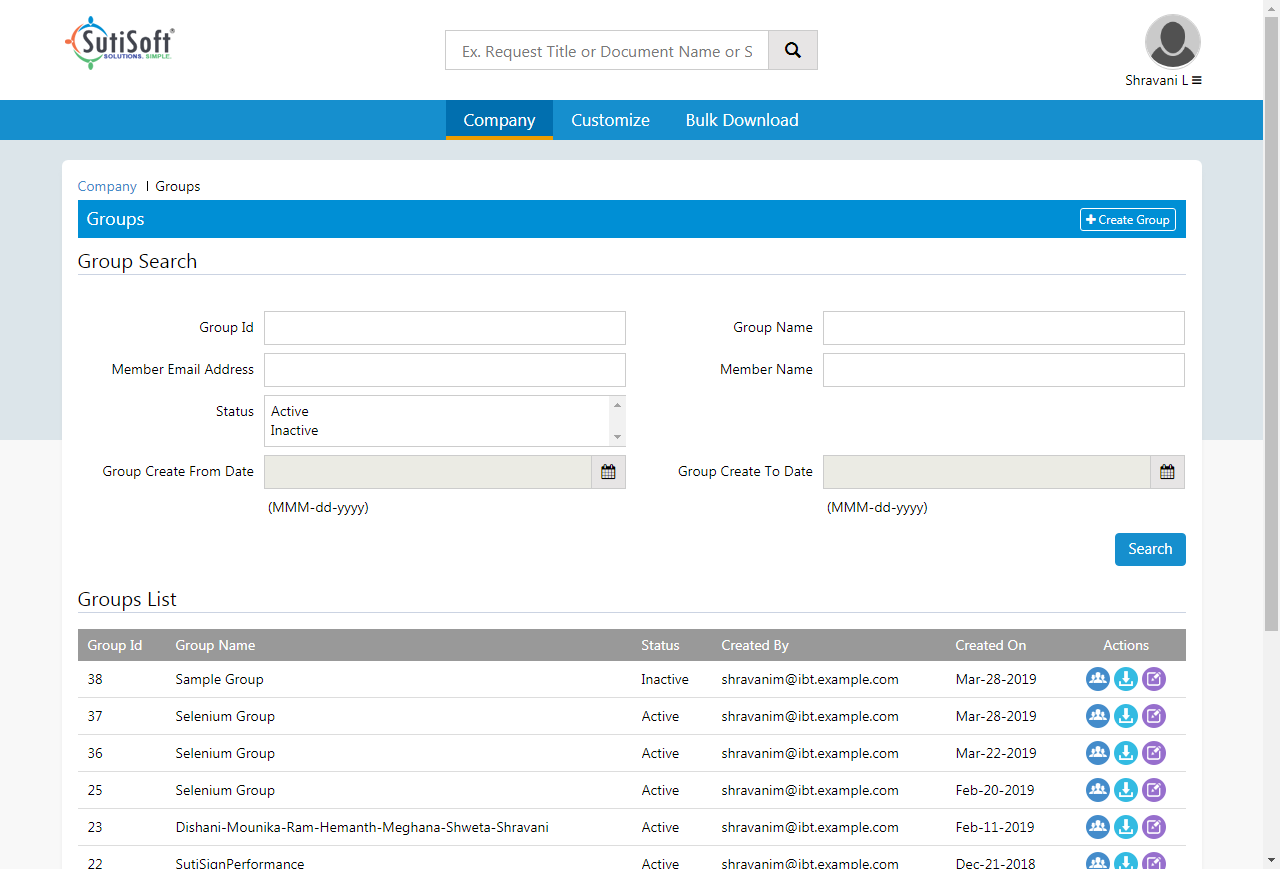 SutiSoft®
SOLUTIONS. SIMPLE.
Ex. Request Title or Document Name or S
Shravani L
Company Customize Bulk Download
Company | Groups
Groups Create Group
Group Search
Group Id Group Name
Member Email Address Member Name
Status Active
Inactive
Group Create From Date Group Create To Date
(MMM-dd-yyyy) (MMM-dd-yyyy)
Search
Groups List
Group Id Group Name Status Created By Created On Actions
38 Sample Group Inactive shravanim@ibt.example.com Mar-28-2019
37 Selenium Group Active shravanim@ibt.example.com Mar-28-2019
36 Selenium Group Active shravanim@ibt.example.com Mar-22-2019
25 Selenium Group Active shravanim@ibt.example.com Feb-20-2019
23 Dishani-Mounika-Ram-Hemanth-Meghana-Shweta-Shravani Active shravanim@ibt.example.com Feb-11-2019
22 SutiSignPerformance Active shravanim@ibt.example.com Dec-21-2018